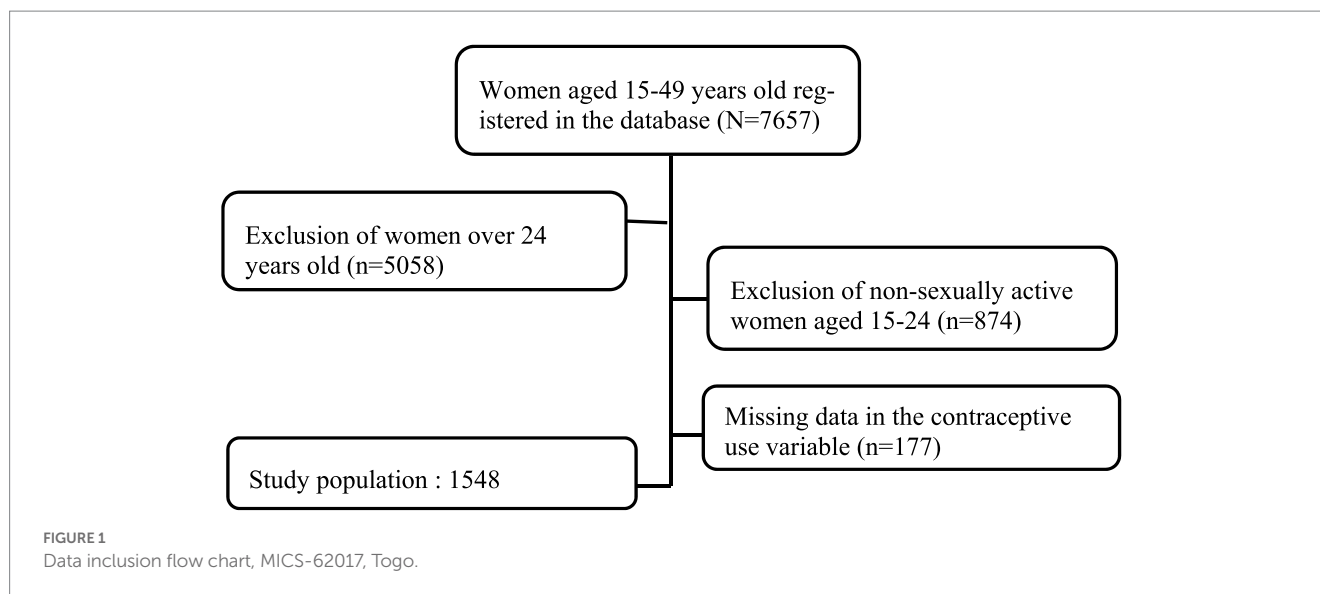 Women aged 15-49 years old reg-
istered in the database (N=7657)
Exclusion of women over 24
years old (n=5058)
Exclusion of non-sexually active
women aged 15-24 (n=874)
Missing data in the contraceptive
use variable (n=177)
Study population : 1548
FIGURE 1
Data inclusion flow chart, MICS-62017, Togo.